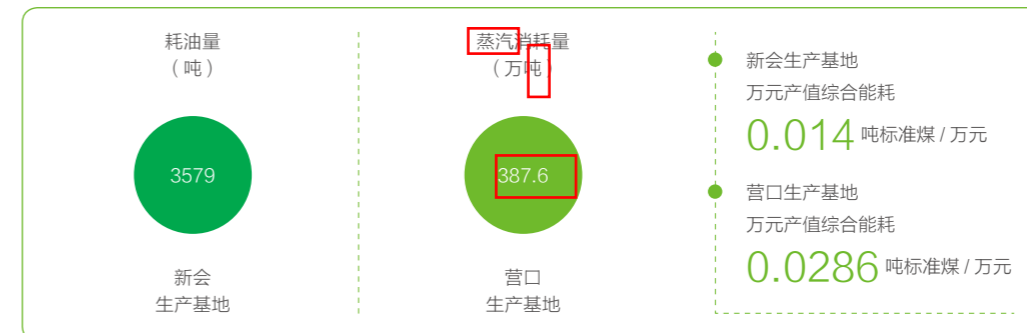 耗油量
（吨）
3579
新会
生产基地
蒸汽消耗量
（万吨）
387.6
营口
生产基地
新会生产基地
万元产值综合能耗
0.014 吨标准煤 / 万元
营口生产基地
万元产值综合能耗
0.0286 吨标准煤 / 万元